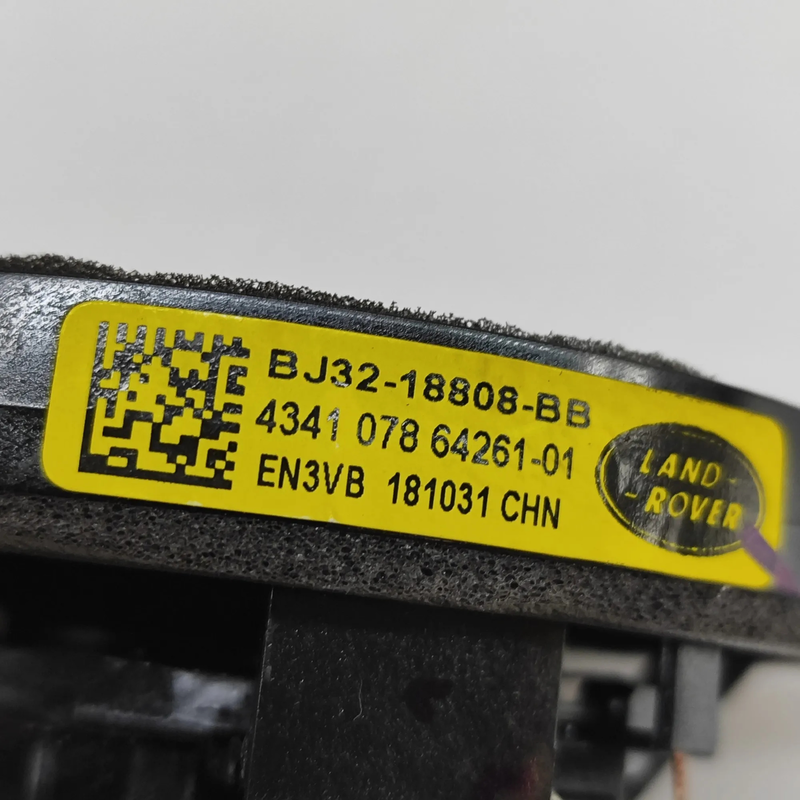 BJ32-18808-BB
4341 078 64261-01
EN3VB 181031 CHN
LAND-
-ROVER